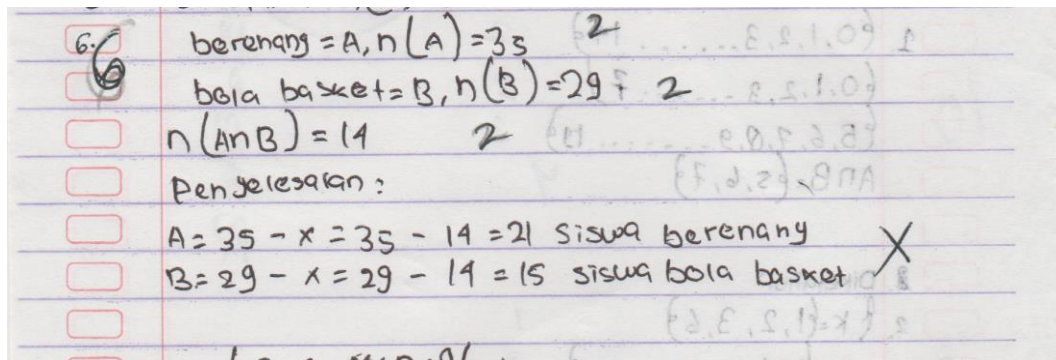 6. berenang = A, n(A) = 35 2
6 bola basket = B, n(B) = 29. 2
n(A∩B) = 14 2
Penyelesaian :
A = 35 - x = 35 - 14 = 21 siswa berenang X
B = 29 - x = 29 - 14 = 15 siswa bola basket